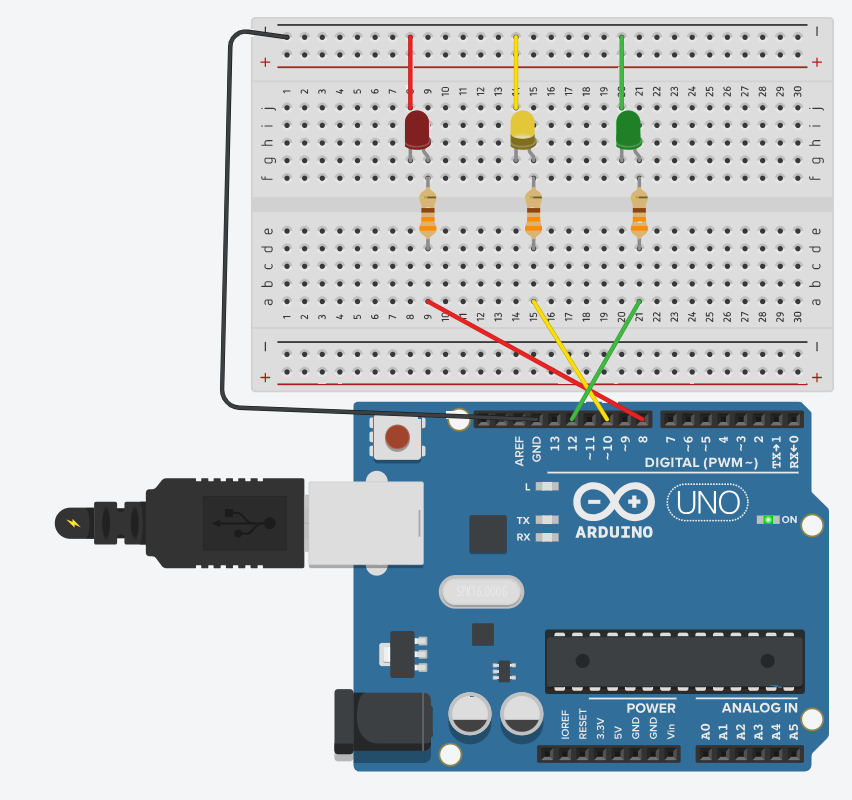 − −
+ +
1 2 3 4 5 6 7 8 9 10 11 12 13 14 15 16 17 18 19 20 21 22 23 24 25 26 27 28 29 30
j j
i i
h h
g g
f f
e e
d d
c c
b b
a a
1 2 3 4 5 6 7 8 9 10 11 12 13 14 15 16 17 18 19 20 21 22 23 24 25 26 27 28 29 30
− −
+ +
AREF GND 13 12 ~11 ~10 ~9 8 7 ~6 ~5 4 ~3 2 TX→1 RX←0
DIGITAL (PWM~)
L
TX
RX
ARDUINO
UNO
ON
POWER
ANALOG IN
IOREF RESET 3.3V 5V GND GND Vin A0 A1 A2 A3 A4 A5